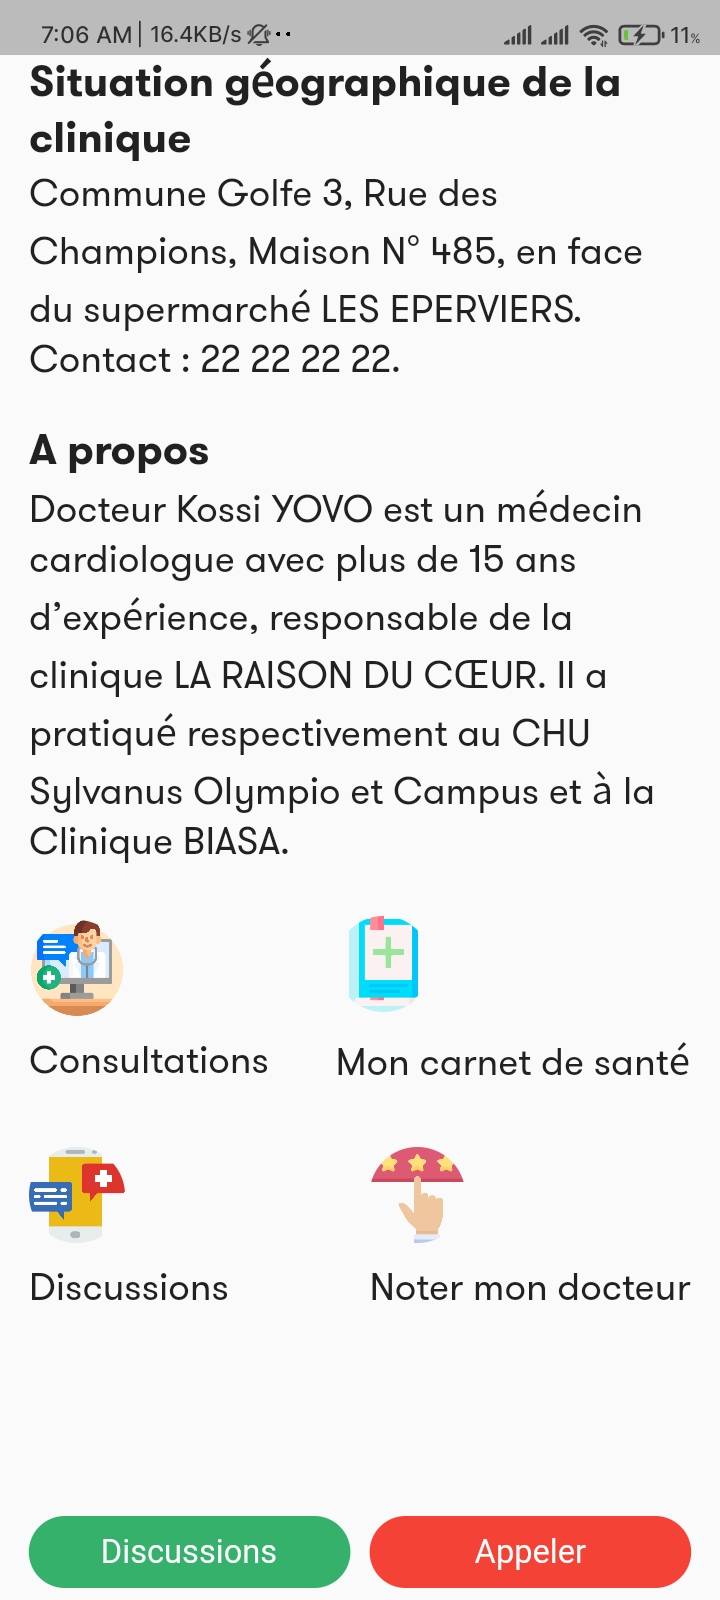 7:06 AM | 16.4KB/s
11%
Situation géographique de la
clinique
Commune Golfe 3, Rue des
Champions, Maison N° 485, en face
du supermarché LES EPERVIERS.
Contact : 22 22 22 22.
A propos
Docteur Kossi YOVO est un médecin
cardiologue avec plus de 15 ans
d’expérience, responsable de la
clinique LA RAISON DU CŒUR. Il a
pratiqué respectivement au CHU
Sylvanus Olympio et Campus et à la
Clinique BIASA.
Consultations
Mon carnet de santé
Discussions
Noter mon docteur
Discussions
Appeler